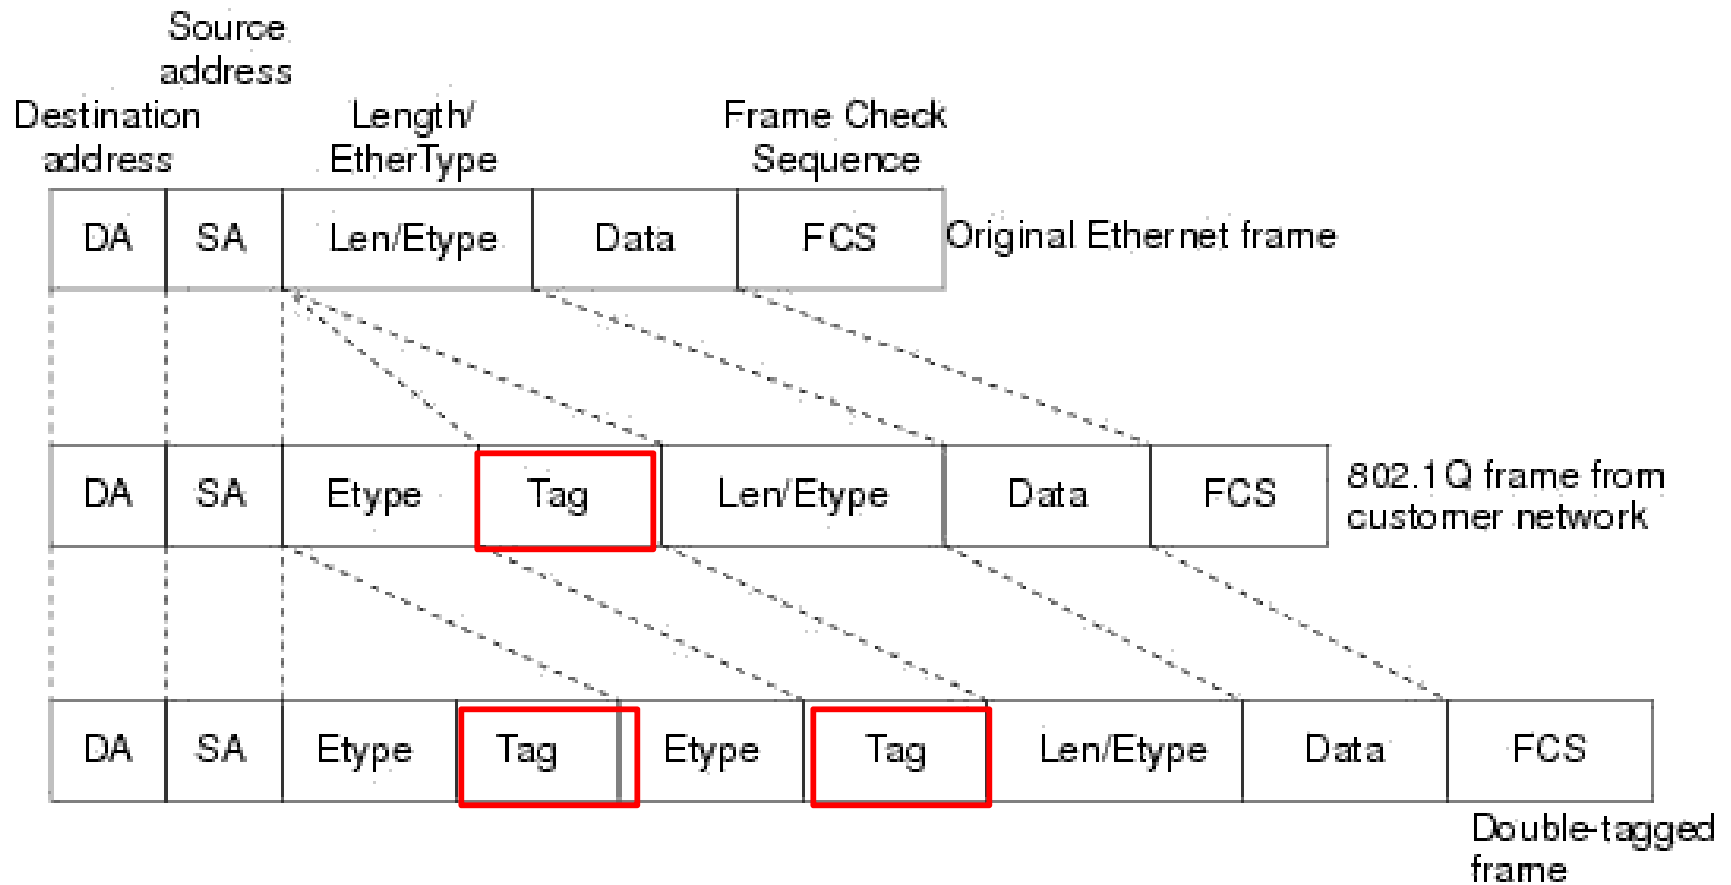 Source
address
Destination
address
Length/
EtherType
Frame Check
Sequence
DA SA Len/Etype Data FCS Original Ethernet frame
DA SA Etype Tag Len/Etype Data FCS
802.1Q frame from
customer network
DA SA Etype Tag Etype Tag Len/Etype Data FCS
Double-tagged
frame